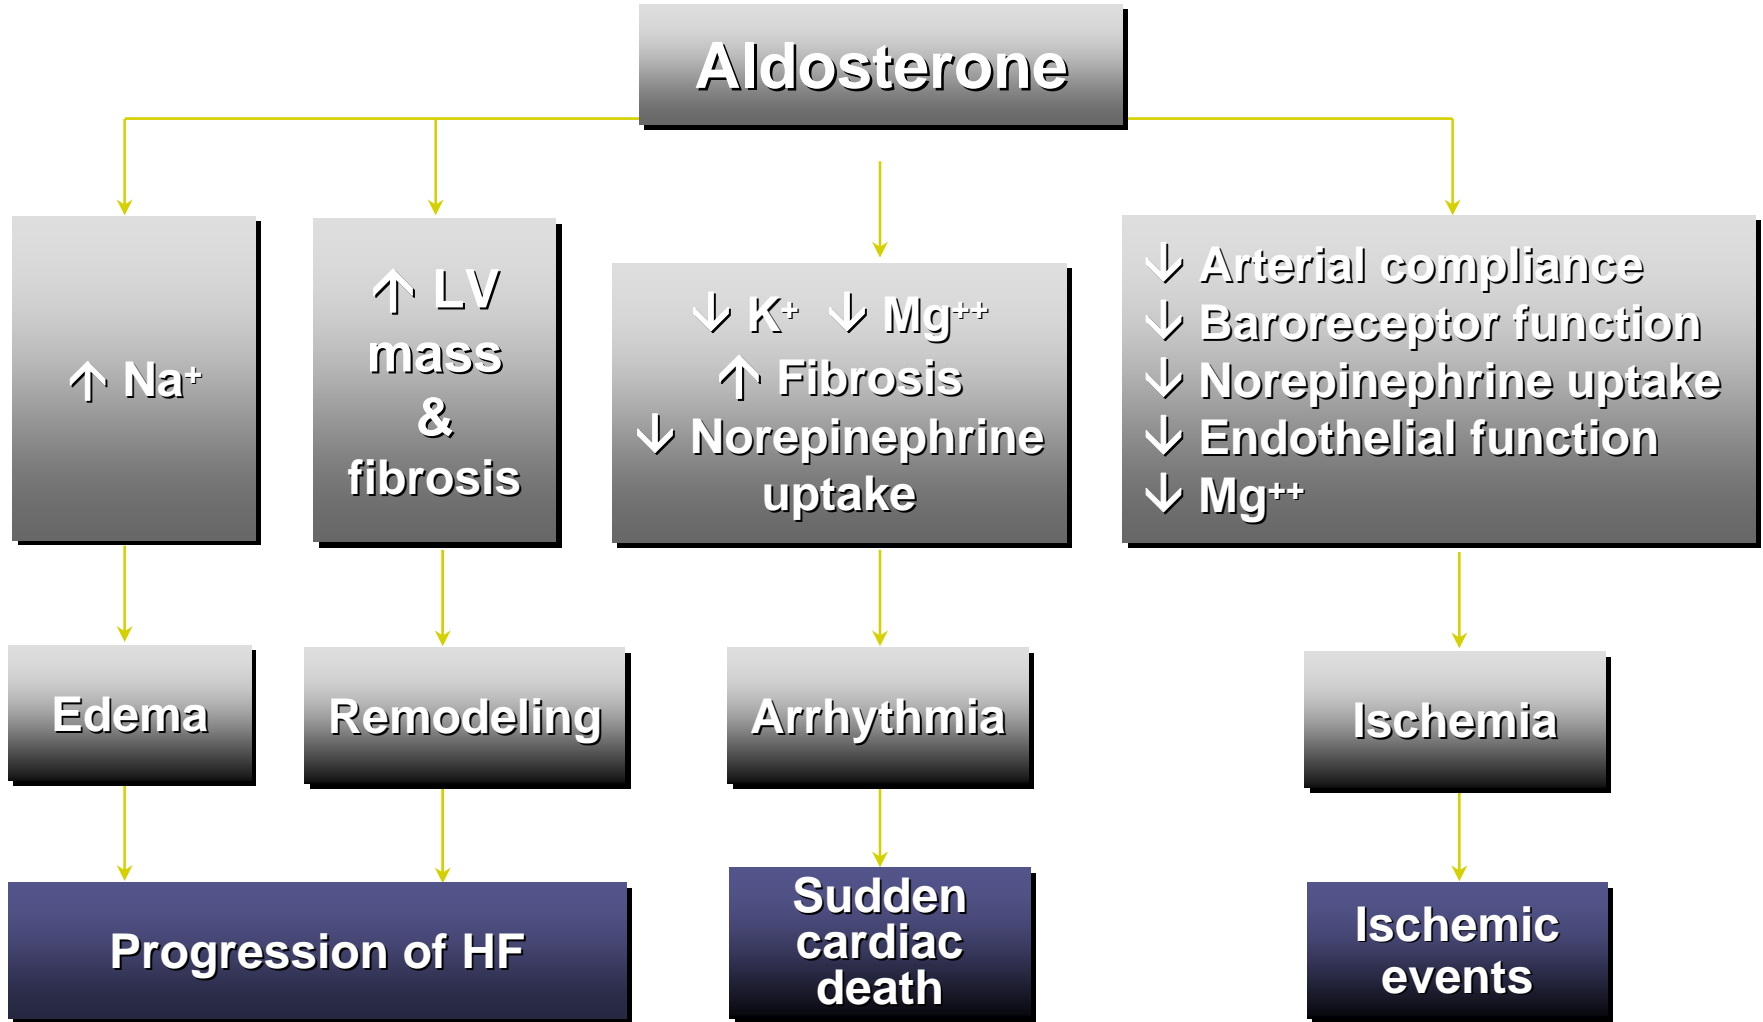 Aldosterone
↑ Na⁺
↑ LV
mass
&
fibrosis
↓ K⁺ ↓ Mg⁺⁺
↑ Fibrosis
↓ Norepinephrine
uptake
↓ Arterial compliance
↓ Baroreceptor function
↓ Norepinephrine uptake
↓ Endothelial function
↓ Mg⁺⁺
Edema
Remodeling
Arrhythmia
Ischemia
Progression of HF
Sudden
cardiac
death
Ischemic
events